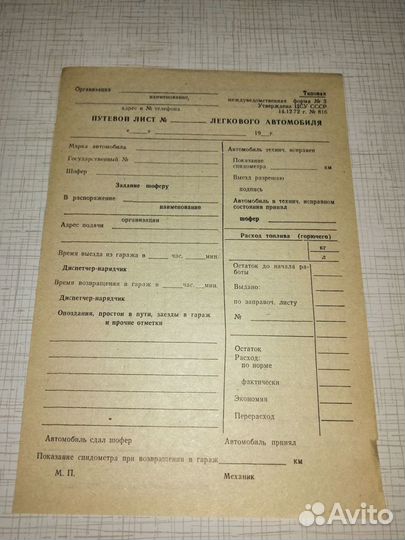 Организация
наименование,
адрес и № телефона
Типовая
междуведомственная форма № 3
Утверждена ЦСУ СССР
14.12 72 г. № 816
ПУТЕВОЙ ЛИСТ № ЛЕГКОВОГО АВТОМОБИЛЯ
« » 19 г.
Марка автомобиля
Государственный №
Шофер
Задание шоферу
В распоряжение
наименование
организации
Адрес подачи
Время выезда из гаража в час. мин.
Диспетчер-нарядчик
Время возвращения в гараж в час. мин.
Диспетчер-нарядчик
Опоздания, простои в пути, заезды в гараж
и прочие отметки
Автомобиль технич. исправен
Показание
спидометра км
Выезд разрешаю
подпись
Автомобиль в технич. исправном
состоянии принял
шофер
Расход топлива (горючего)
кг
л
Остаток до начала ра-
боты
Выдано:
по заправоч. листу
№
Остаток
Расход:
по норме
фактически
Экономия
Перерасход
Автомобиль сдал шофер Автомобиль принял
Показание спидометра при возвращении в гараж км
М. П. Механик
Avito